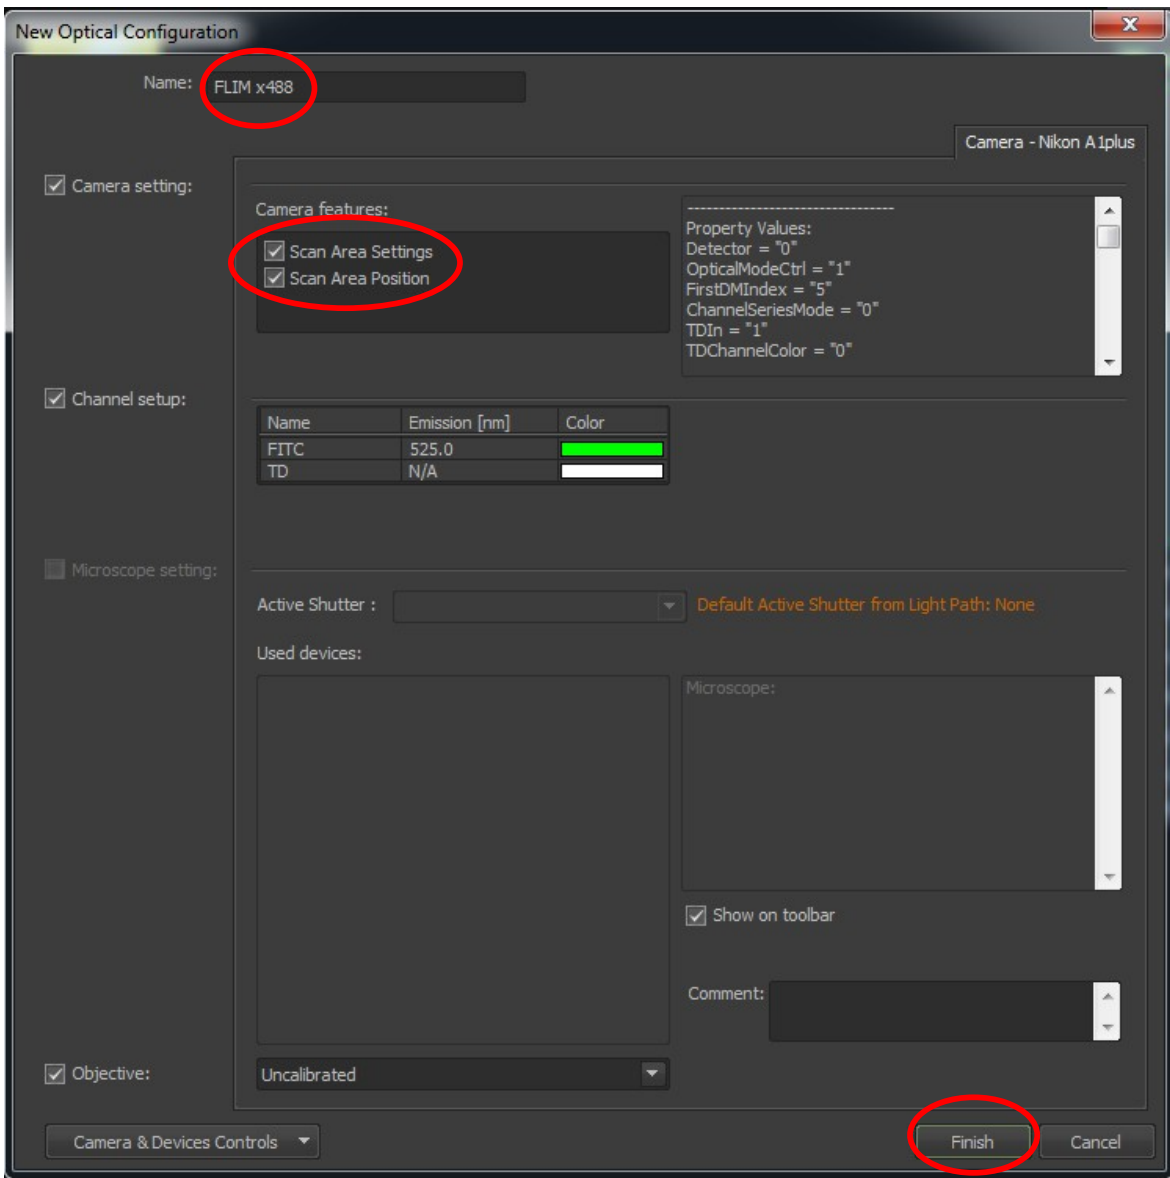 New Optical Configuration
X
Name: FLIM x488
Camera - Nikon A1plus
Camera setting:
Camera features:
Scan Area Settings
Scan Area Position
---------------------------------
Property Values:
Detector = "0"
OpticalModeCtrl = "1"
FirstDMIndex = "5"
ChannelSeriesMode = "0"
TDIn = "1"
TDChannelColor = "0"
Channel setup:
Name Emission [nm] Color
FITC 525.0
TD N/A
Microscope setting:
Active Shutter : Default Active Shutter from Light Path: None
Used devices:
Microscope:
Show on toolbar
Comment:
Objective: Uncalibrated
Camera & Devices Controls Finish Cancel